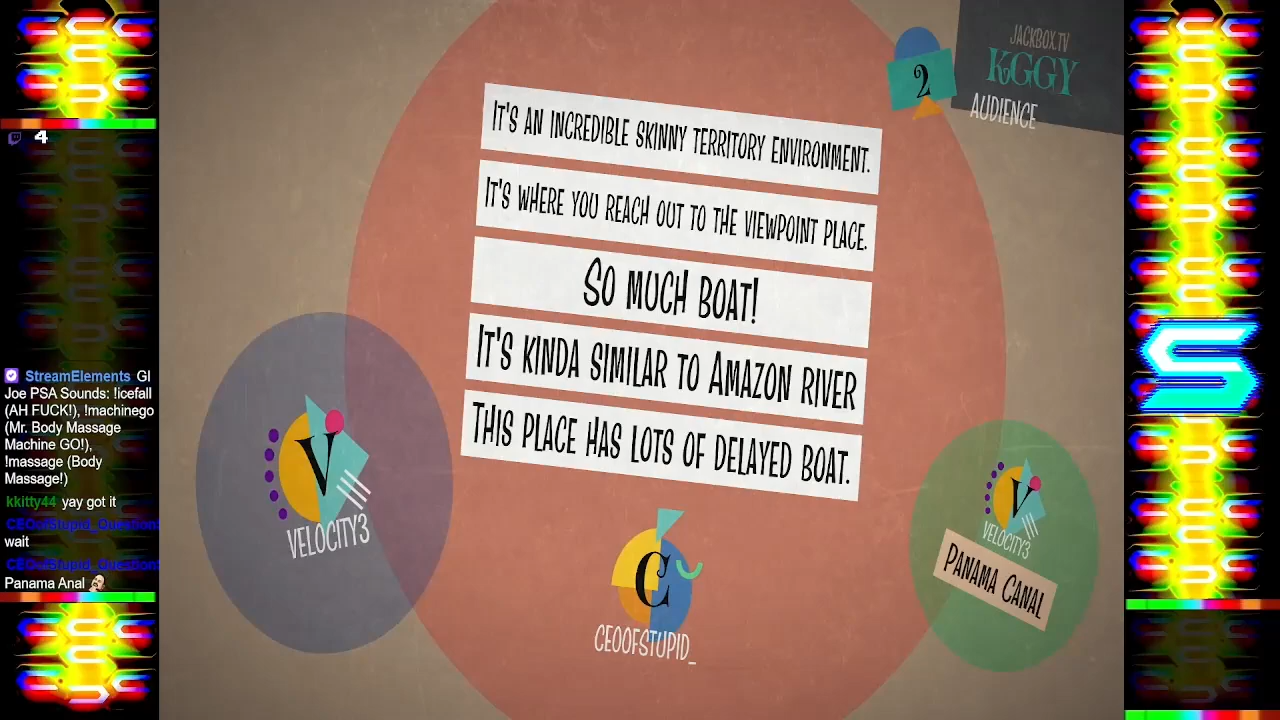 4
StreamElements GI
Joe PSA Sounds: !icefall
(AH FUCK!), !machinego
(Mr. Body Massage
Machine GO!),
!massage (Body
Massage!)
kkitty44 yay got it
CEOofStupid_Question
wait
CEOofStupid_Question
Panama Anal
IT'S AN INCREDIBLE SKINNY TERRITORY ENVIRONMENT.
IT'S WHERE YOU REACH OUT TO THE VIEWPOINT PLACE.
SO MUCH BOAT!
IT'S KINDA SIMILAR TO AMAZON RIVER
THIS PLACE HAS LOTS OF DELAYED BOAT.
V
VELOCITY3
C
CEOOFSTUPID_
V
VELOCITY3
PANAMA CANAL
2
JACKBOX.TV
KGGY
AUDIENCE
S